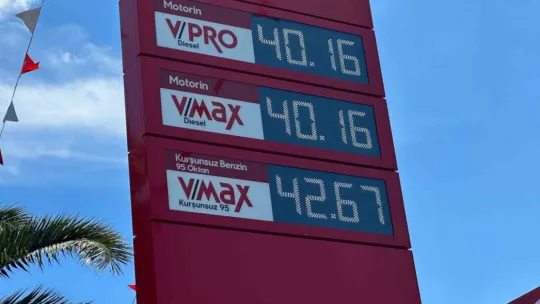 Motorin
V/PRO
Diesel
40.16
Motorin
V/MAX
Diesel
40.16
Kurşunsuz Benzin
95 Oktan
V/MAX
Kurşunsuz 95
42.67